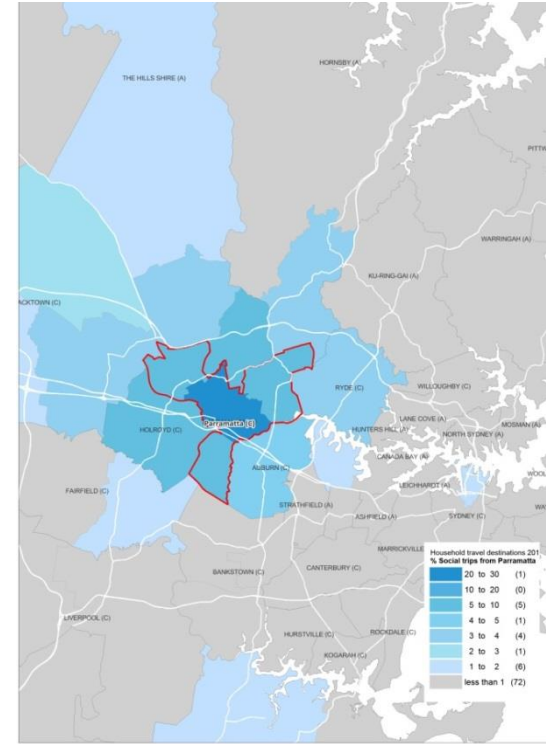 HORNSBY (A)
THE HILLS SHIRE (A)
PITTW
WARRINGAH (A)
KU-RING-GAI (A)
ACKTOWN (C)
RYDE (C)
WILLOUGHBY (C)
LANE COVE (A)
MOSMAN (A)
Parramatta (C)
HOLROYD (C)
HUNTERS HILL (A)
NORTH SYDNEY (A)
CANADA BAY (A)
AUBURN (C)
WOOL
LEICHHARDT (A)
FAIRFIELD (C)
STRATHFIELD (A)
ASHFIELD (A)
SYDNEY (C)
WA
MARRICKVILLE
BANKSTOWN (C)
CANTERBURY (C)
LIVERPOOL (C)
HURSTVILLE (C)
ROCKDALE (C)
KOGARAH (C)
Household travel destinations 201
% Social trips from Parramatta
20 to 30 (1)
10 to 20 (0)
5 to 10 (5)
4 to 5 (1)
3 to 4 (4)
2 to 3 (1)
1 to 2 (6)
less than 1 (72)